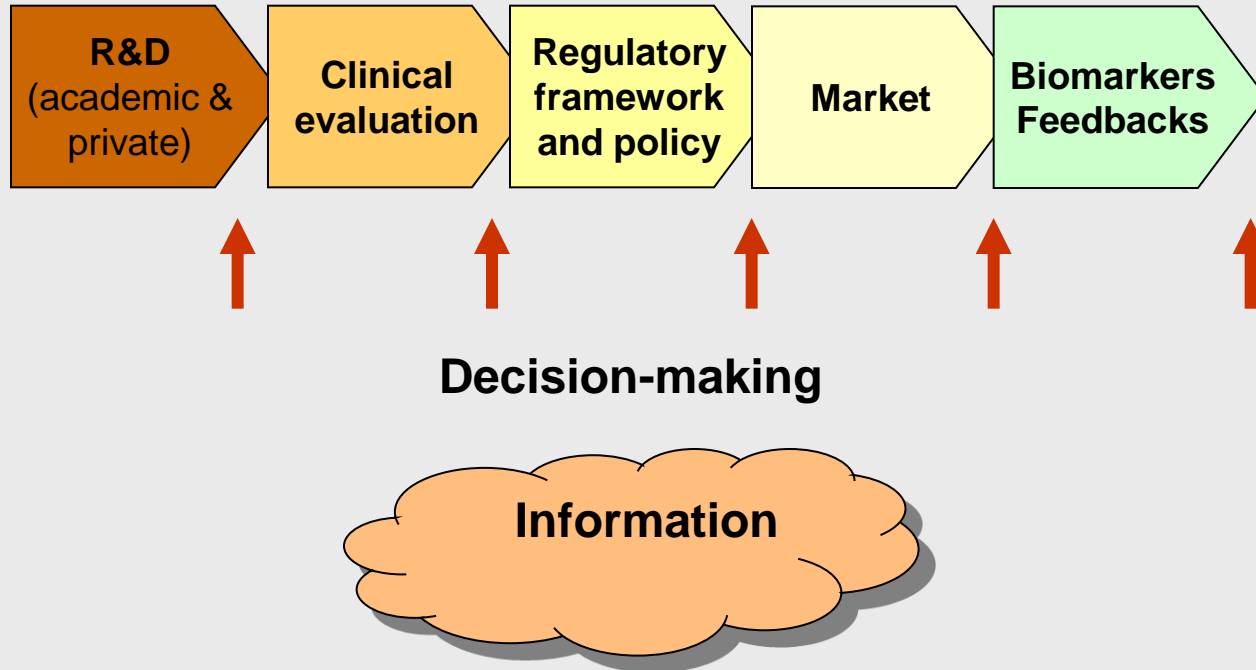 R&D
(academic &
private)
Clinical
evaluation
Regulatory
framework
and policy
Market
Biomarkers
Feedbacks
Decision-making
Information